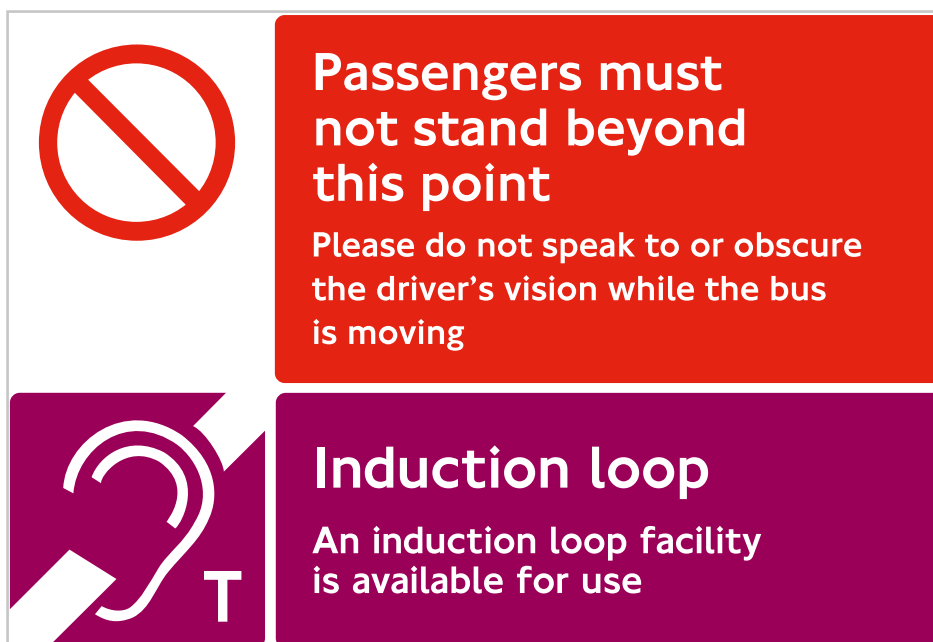 Passengers must
not stand beyond
this point
Please do not speak to or obscure
the driver’s vision while the bus
is moving
T
Induction loop
An induction loop facility
is available for use